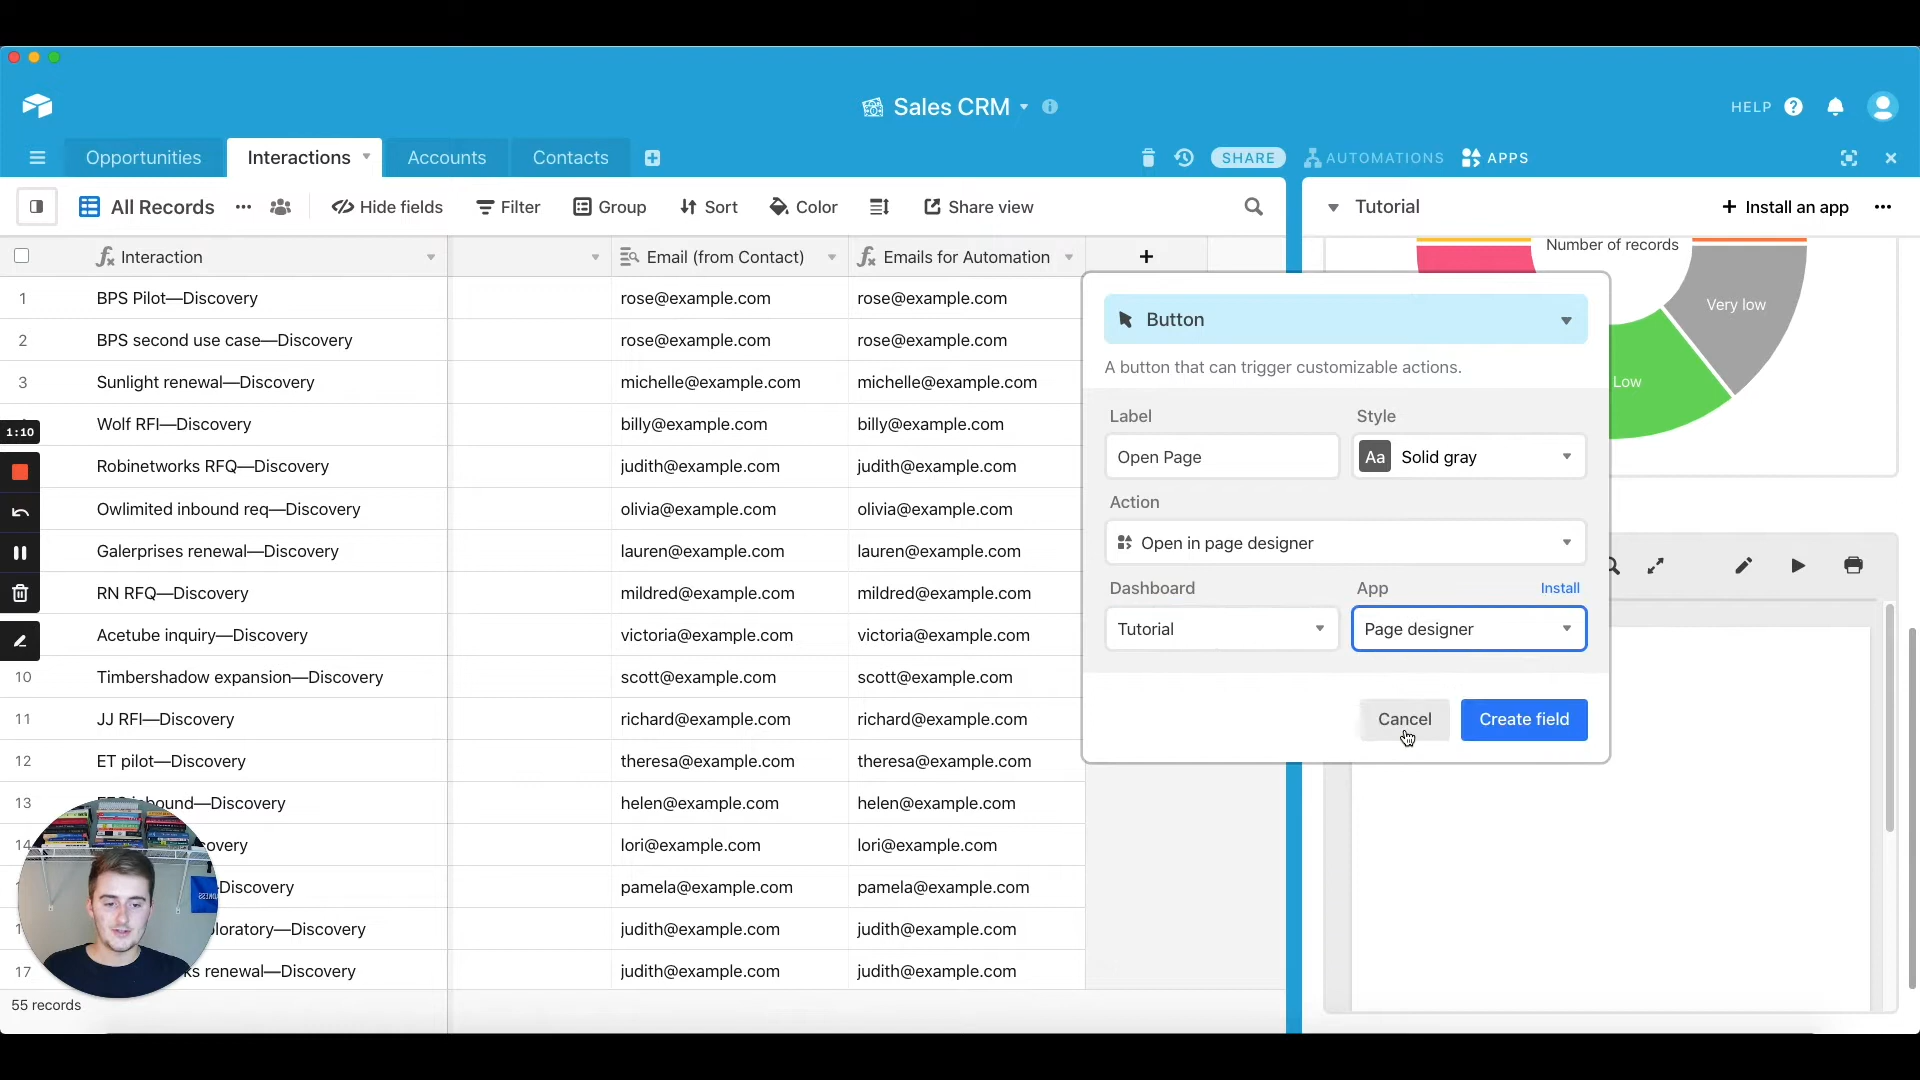 Sales CRM
HELP
Opportunities
Interactions
Accounts
Contacts
SHARE
AUTOMATIONS
APPS
All Records
Hide fields
Filter
Group
Sort
Color
Share view
Tutorial
Install an app
Interaction
Email (from Contact)
Emails for Automation
1 BPS Pilot—Discovery rose@example.com rose@example.com
2 BPS second use case—Discovery rose@example.com rose@example.com
3 Sunlight renewal—Discovery michelle@example.com michelle@example.com
Wolf RFI—Discovery billy@example.com billy@example.com
1:10
Robinetworks RFQ—Discovery judith@example.com judith@example.com
Owlimited inbound req—Discovery olivia@example.com olivia@example.com
Galerprises renewal—Discovery lauren@example.com lauren@example.com
RN RFQ—Discovery mildred@example.com mildred@example.com
Acetube inquiry—Discovery victoria@example.com victoria@example.com
10 Timbershadow expansion—Discovery scott@example.com scott@example.com
11 JJ RFI—Discovery richard@example.com richard@example.com
12 ET pilot—Discovery theresa@example.com theresa@example.com
13 bound—Discovery helen@example.com helen@example.com
14 covery lori@example.com lori@example.com
Discovery pamela@example.com pamela@example.com
loratory—Discovery judith@example.com judith@example.com
17 ks renewal—Discovery judith@example.com judith@example.com
55 records
Button
A button that can trigger customizable actions.
Label
Style
Open Page
Aa Solid gray
Action
Open in page designer
Dashboard
App
Install
Tutorial
Page designer
Cancel
Create field
Number of records
Very low
Low